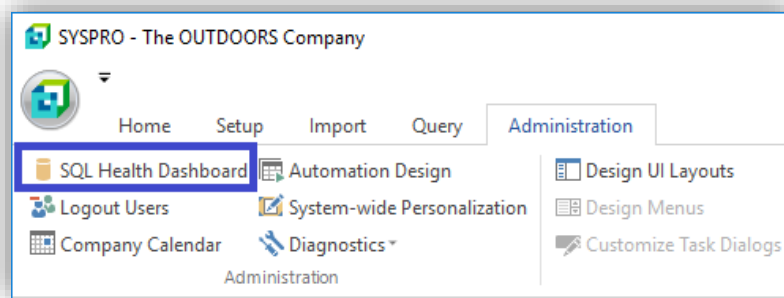 SYSPRO - The OUTDOORS Company
Home Setup Import Query Administration
SQL Health Dashboard Automation Design Design UI Layouts
Logout Users System-wide Personalization Design Menus
Company Calendar Diagnostics Customize Task Dialogs
Administration